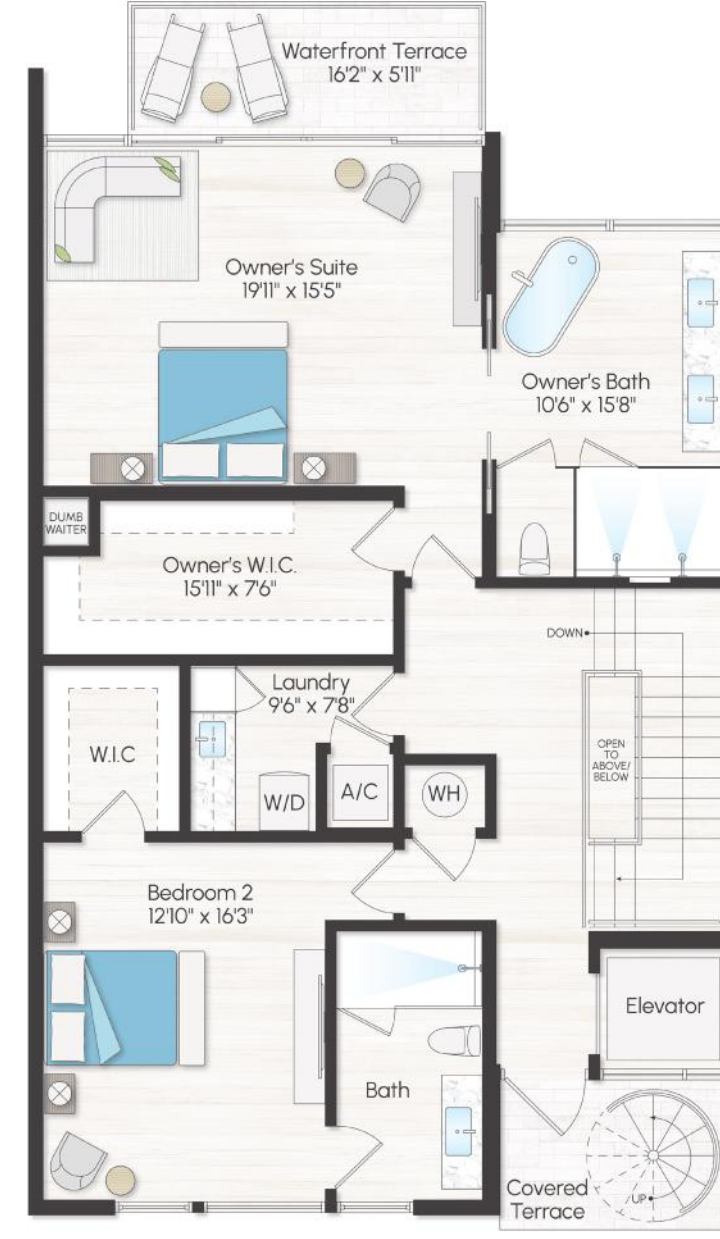 Waterfront Terrace
16'2" x 5'11"
Owner's Suite
19'11" x 15'5"
Owner's Bath
10'6" x 15'8"
DUMB
WAITER
Owner's W.I.C.
15'11" x 7'6"
DOWN
Laundry
9'6" x 7'8"
W.I.C
OPEN
TO
ABOVE/
BELOW
W/D
A/C
WH
Bedroom 2
12'10" x 16'3"
Elevator
Bath
Covered
Terrace
UP